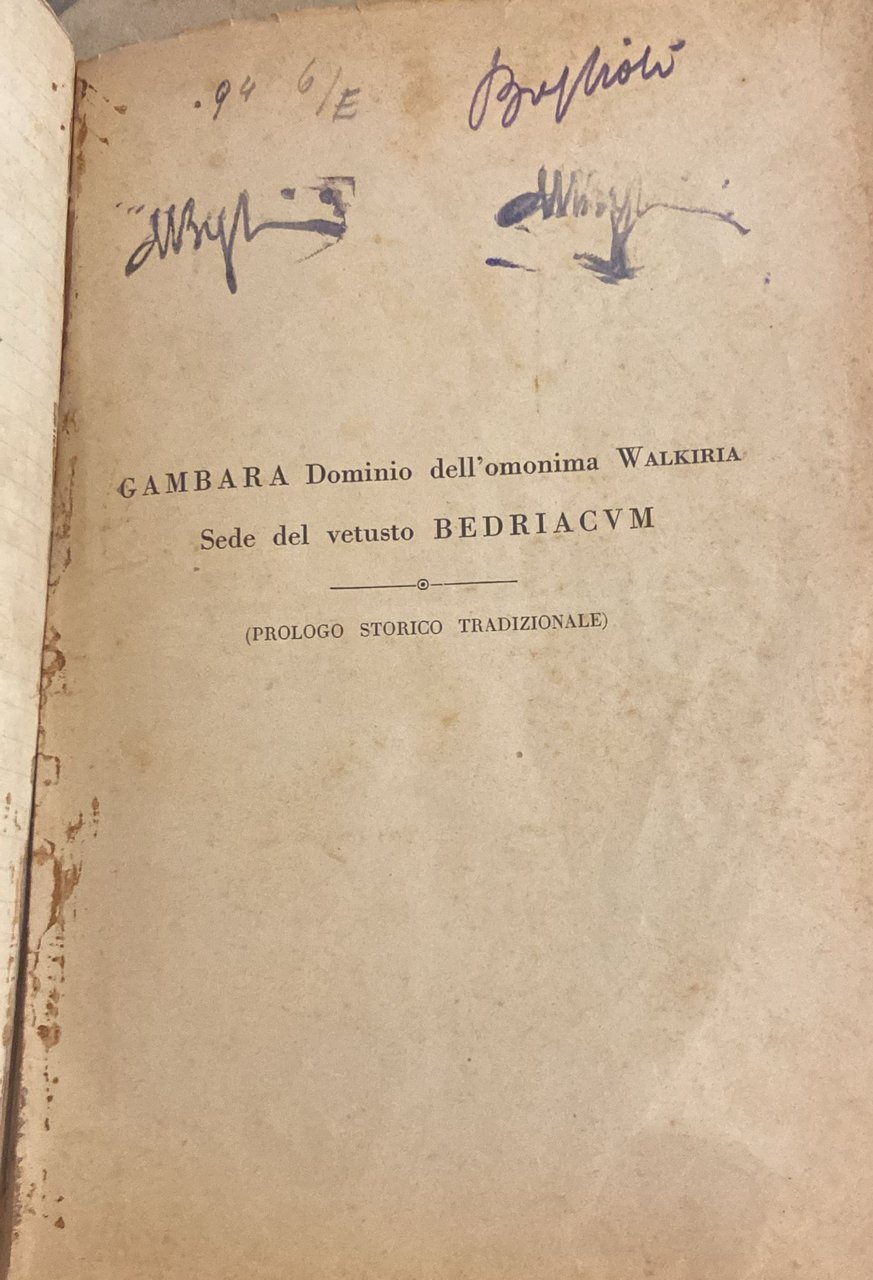 .94 6/E
GAMBARA Dominio dell'omonima WALKIRIA
Sede del vetusto BEDRIACVM
(PROLOGO STORICO TRADIZIONALE)